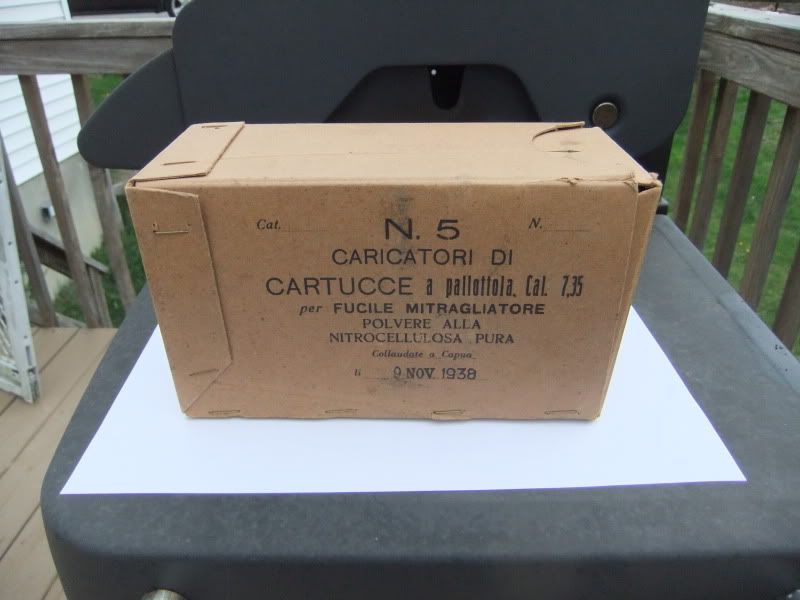 Cat. N. 5 N.
CARICATORI DI
CARTUCCE a pallottola, Cal. 7,35
per FUCILE MITRAGLIATORE
POLVERE ALLA
NITROCELLULOSA PURA
Collaudate a Capua
li 9 NOV 1938